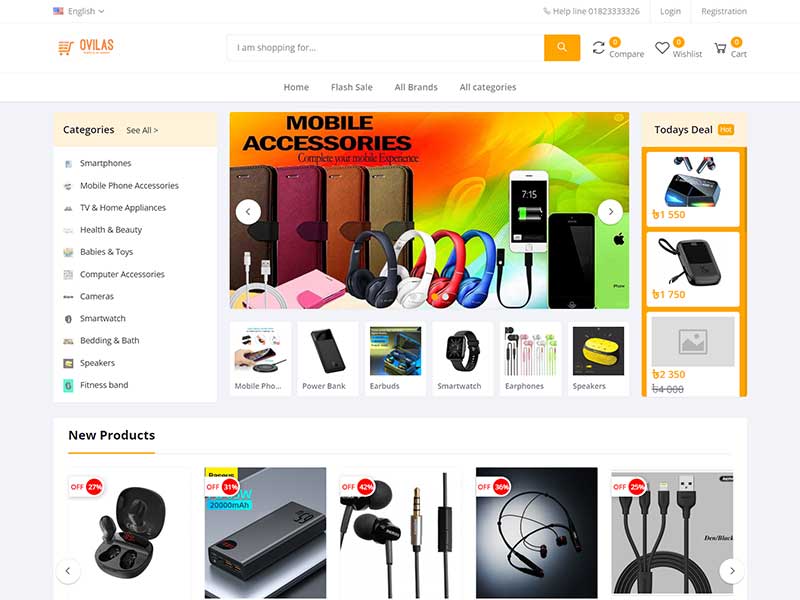 English
Help line 01823333326
Login
Registration
OVILAS
I am shopping for...
0
Compare
0
Wishlist
0
Cart
Home
Flash Sale
All Brands
All categories
Categories
See All >
Smartphones
Mobile Phone Accessories
TV & Home Appliances
Health & Beauty
Babies & Toys
Computer Accessories
Cameras
Smartwatch
Bedding & Bath
Speakers
Fitness band
MOBILE
ACCESSORIES
Complete your mobile Experience
7:15
iPhone
Mobile Pho...
Power Bank
Earbuds
Smartwatch
Earphones
Speakers
Todays Deal
Hot
৳1 550
৳1 750
৳2 350
৳4 000
New Products
OFF 27%
OFF 31%
Baseus
20000mAh
OFF 42%
OFF 36%
OFF 25%
Den/Black